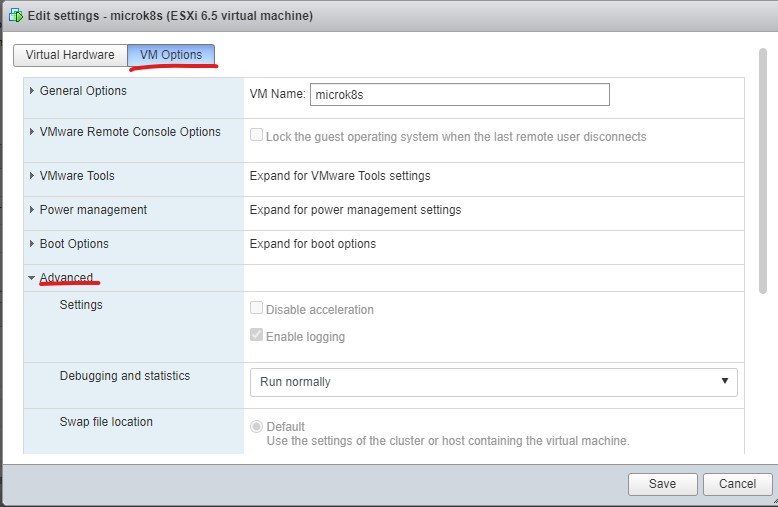 Edit settings - microk8s (ESXi 6.5 virtual machine)
Virtual Hardware
VM Options
General Options
VM Name: microk8s
VMware Remote Console Options
Lock the guest operating system when the last remote user disconnects
VMware Tools
Expand for VMware Tools settings
Power management
Expand for power management settings
Boot Options
Expand for boot options
Advanced
Settings
Disable acceleration
Enable logging
Debugging and statistics
Run normally
Swap file location
Default
Use the settings of the cluster or host containing the virtual machine.
Save
Cancel